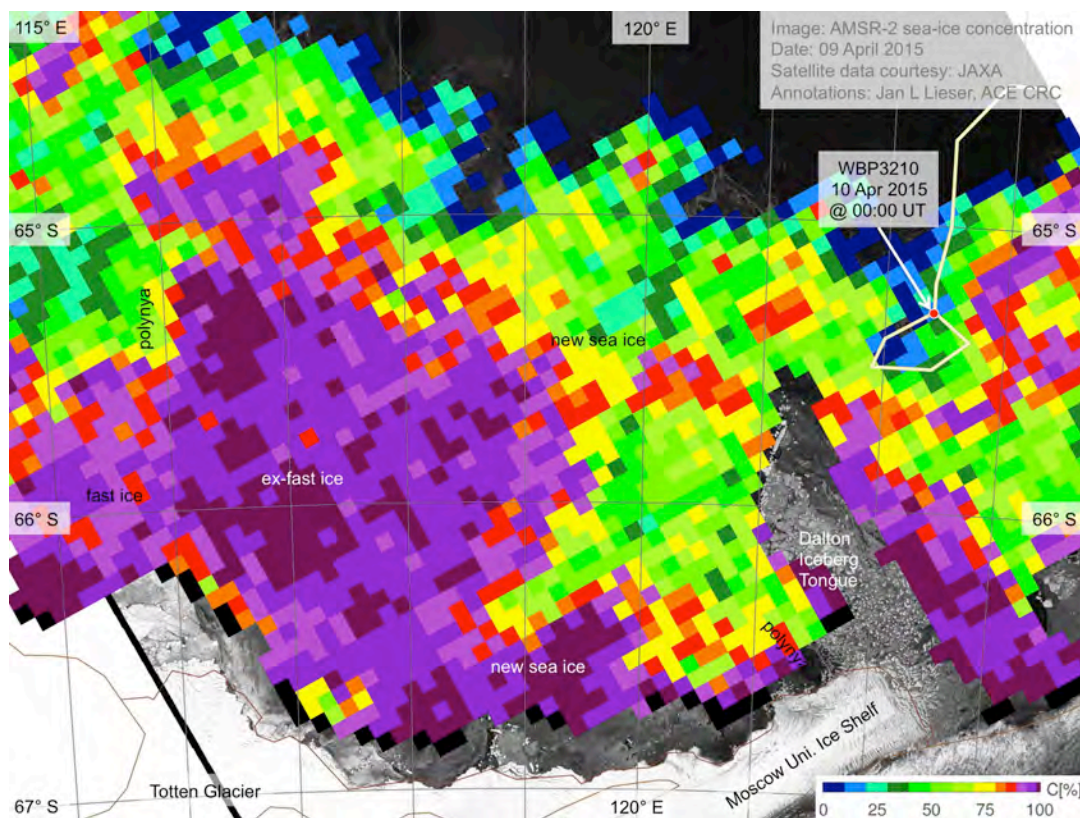 115° E
120° E
Image: AMSR-2 sea-ice concentration
Date: 09 April 2015
Satellite data courtesy: JAXA
Annotations: Jan L Lieser, ACE CRC
WBP3210
10 Apr 2015
@ 00:00 UT
65° S
65° S
polynya
new sea ice
ex-fast ice
fast ice
66° S
66° S
Dalton
Iceberg
Tongue
polynya
new sea ice
Moscow Uni. Ice Shelf
Totten Glacier
67° S
120° E
C[%]
0 25 50 75 100